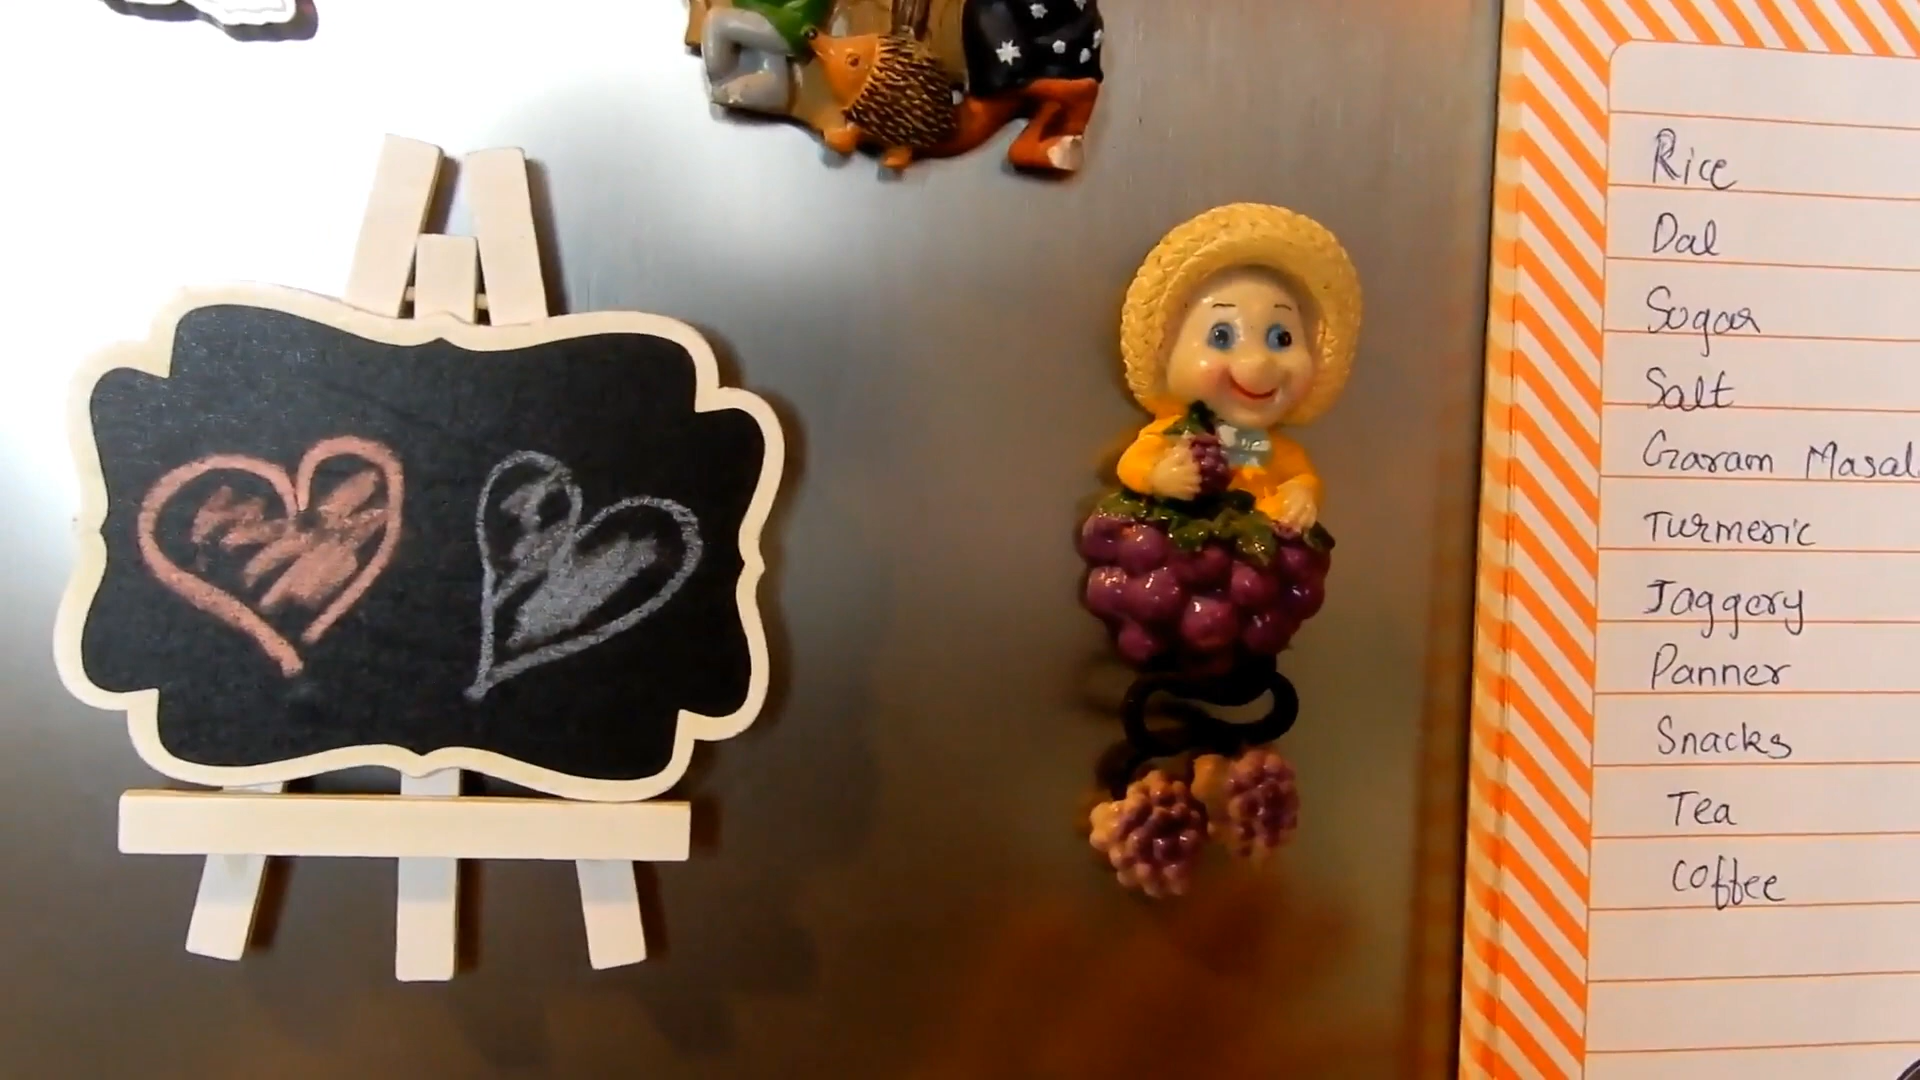 Rice
Dal
Sugar
Salt
Garam Masal
Turmeric
Jaggery
Panner
Snacks
Tea
Coffee